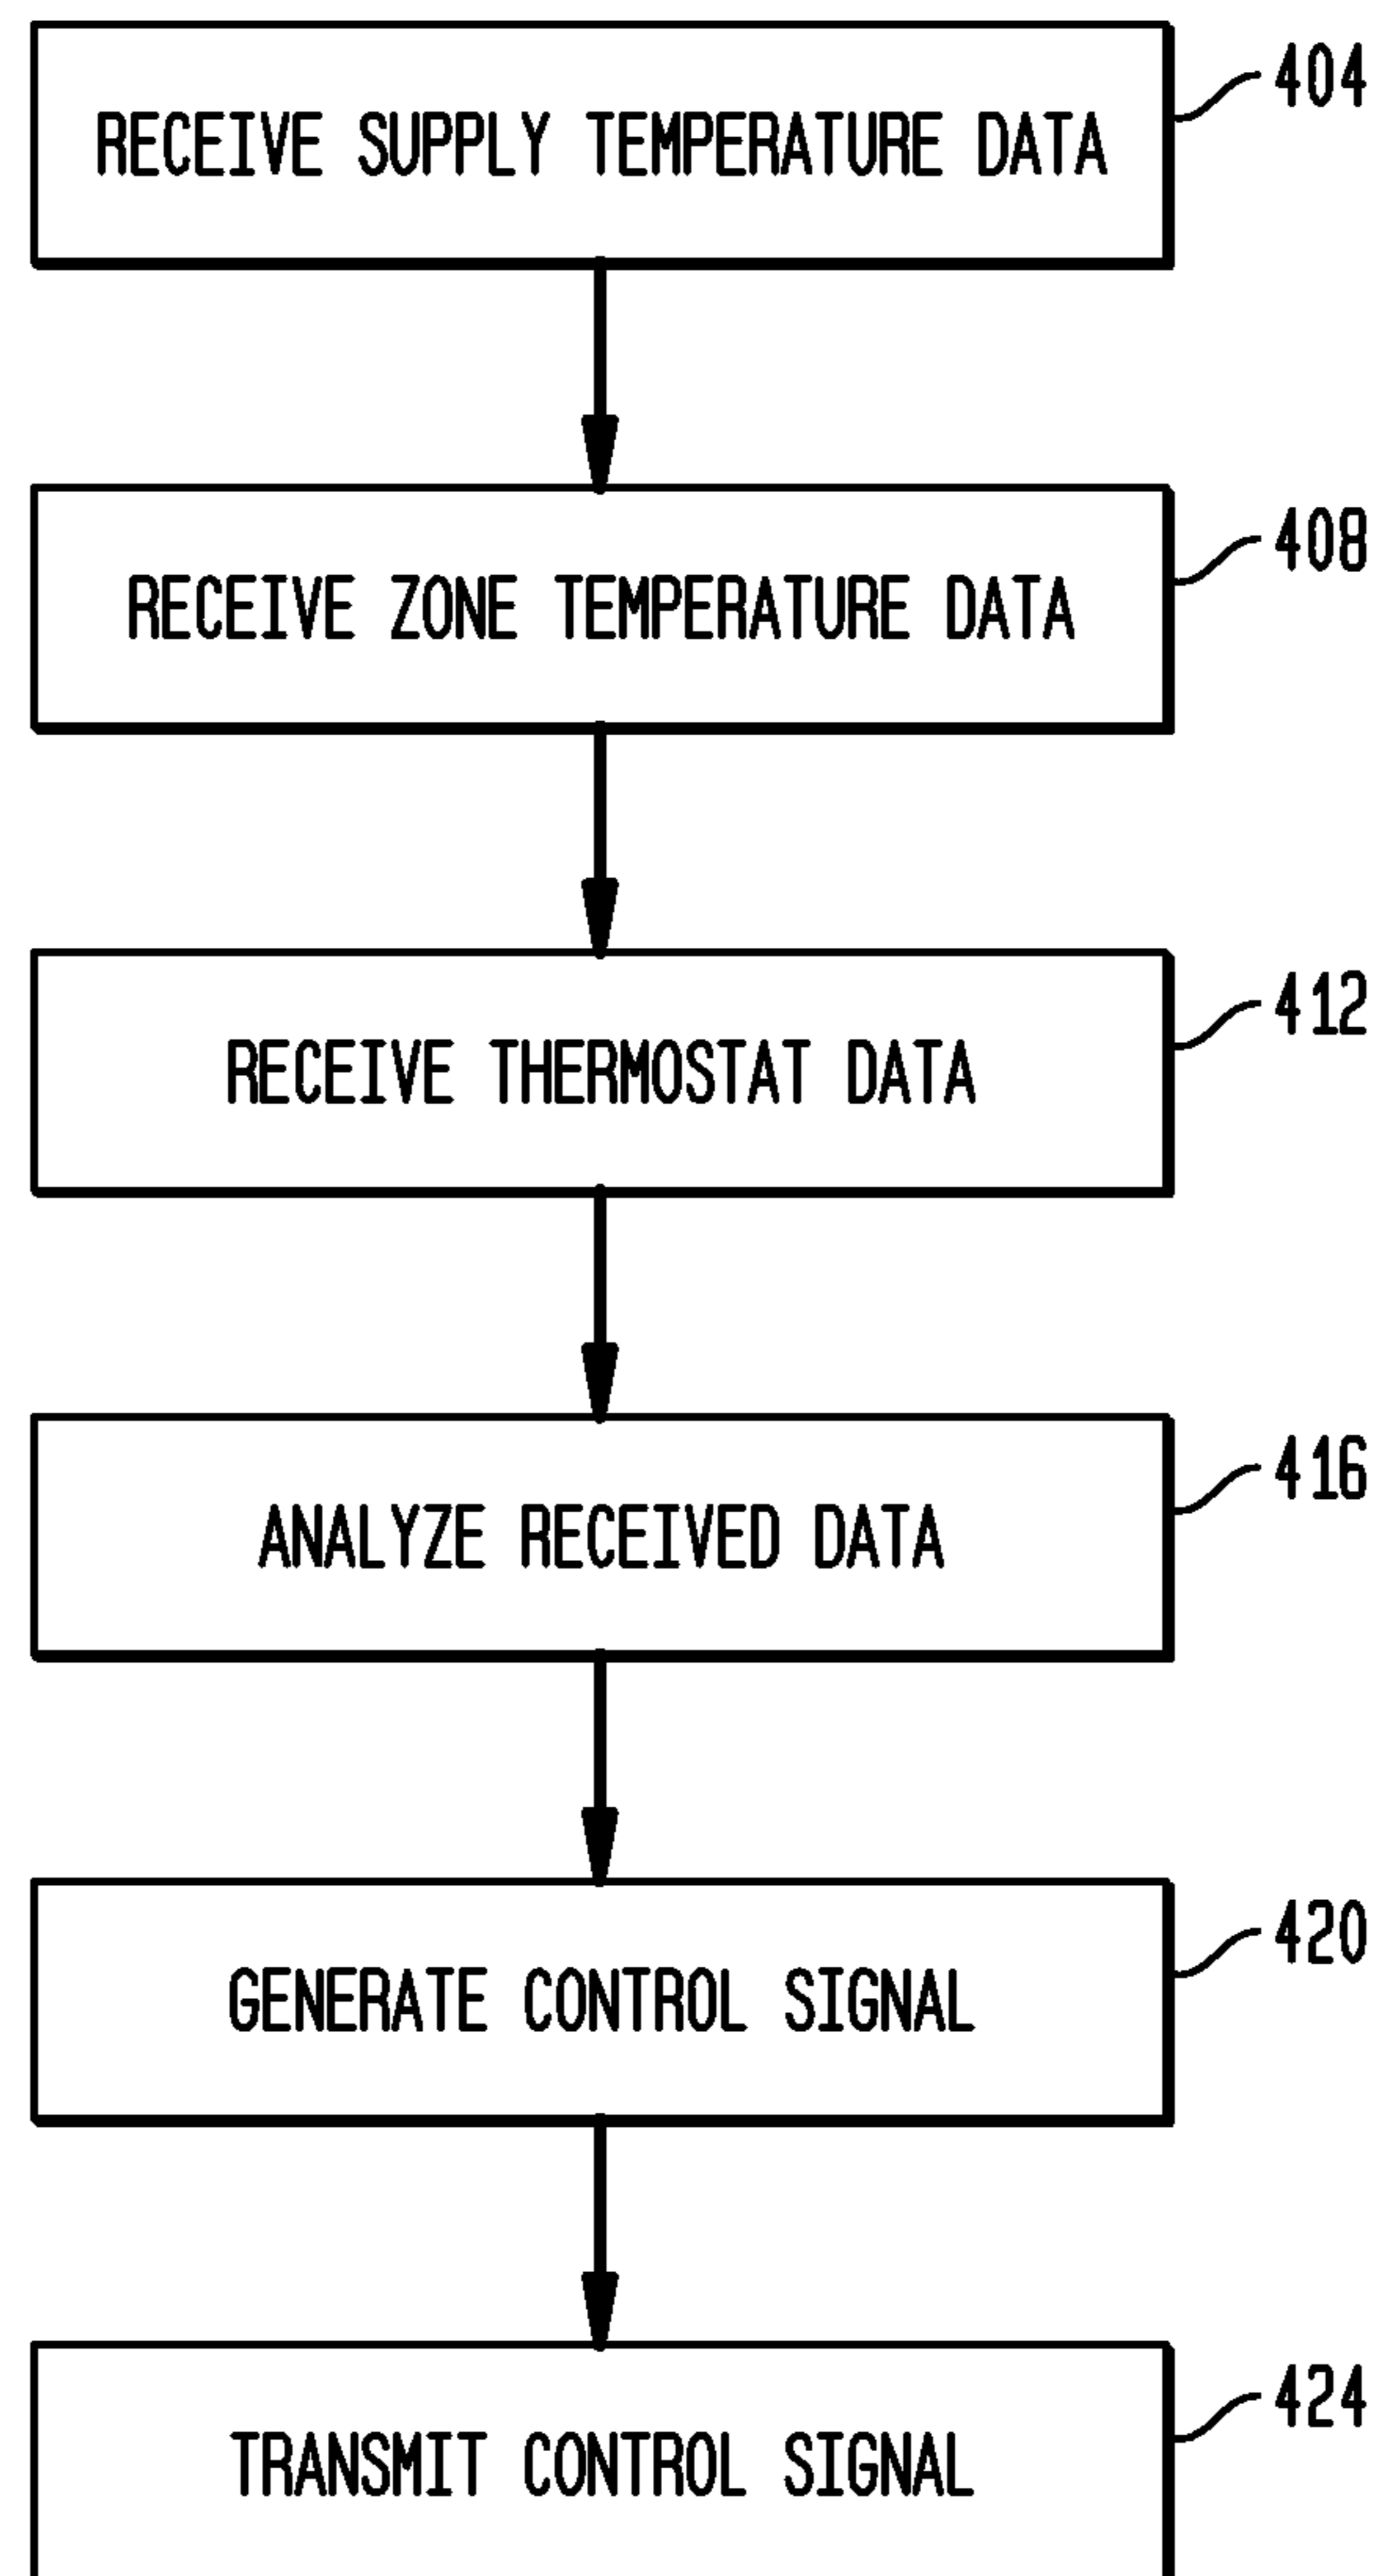 RECEIVE SUPPLY TEMPERATURE DATA
404
RECEIVE ZONE TEMPERATURE DATA
408
RECEIVE THERMOSTAT DATA
412
ANALYZE RECEIVED DATA
416
GENERATE CONTROL SIGNAL
420
TRANSMIT CONTROL SIGNAL
424